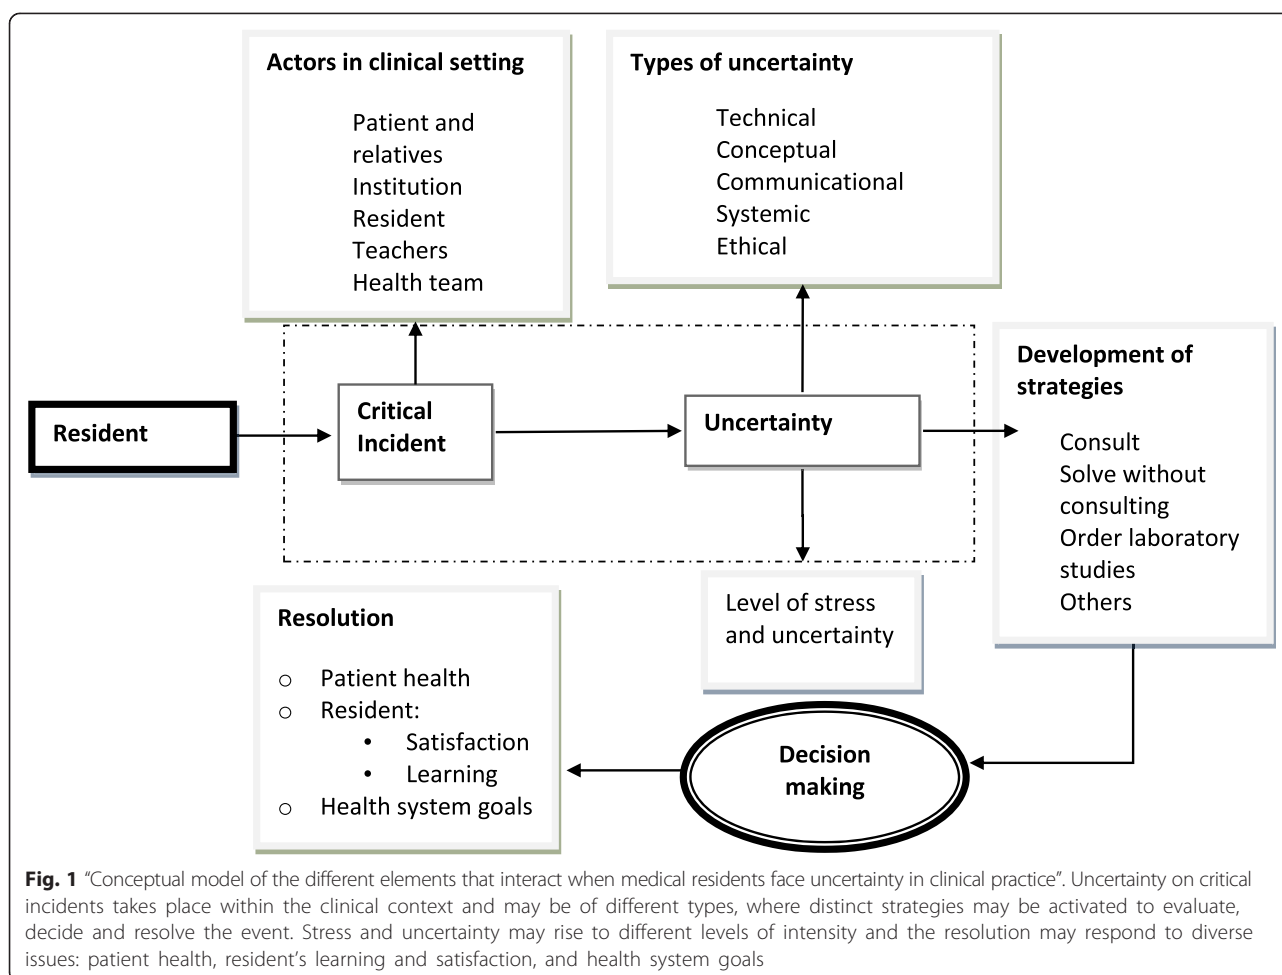 Actors in clinical setting
Patient and
relatives
Institution
Resident
Teachers
Health team
Types of uncertainty
Technical
Conceptual
Communicational
Systemic
Ethical
Resident
Critical
Incident
Uncertainty
Development of
strategies
Consult
Solve without
consulting
Order laboratory
studies
Others
Level of stress
and uncertainty
Decision
making
Resolution
o Patient health
o Resident:
• Satisfaction
• Learning
o Health system goals
Fig. 1 “Conceptual model of the different elements that interact when medical residents face uncertainty in clinical practice”. Uncertainty on critical
incidents takes place within the clinical context and may be of different types, where distinct strategies may be activated to evaluate,
decide and resolve the event. Stress and uncertainty may rise to different levels of intensity and the resolution may respond to diverse
issues: patient health, resident’s learning and satisfaction, and health system goals